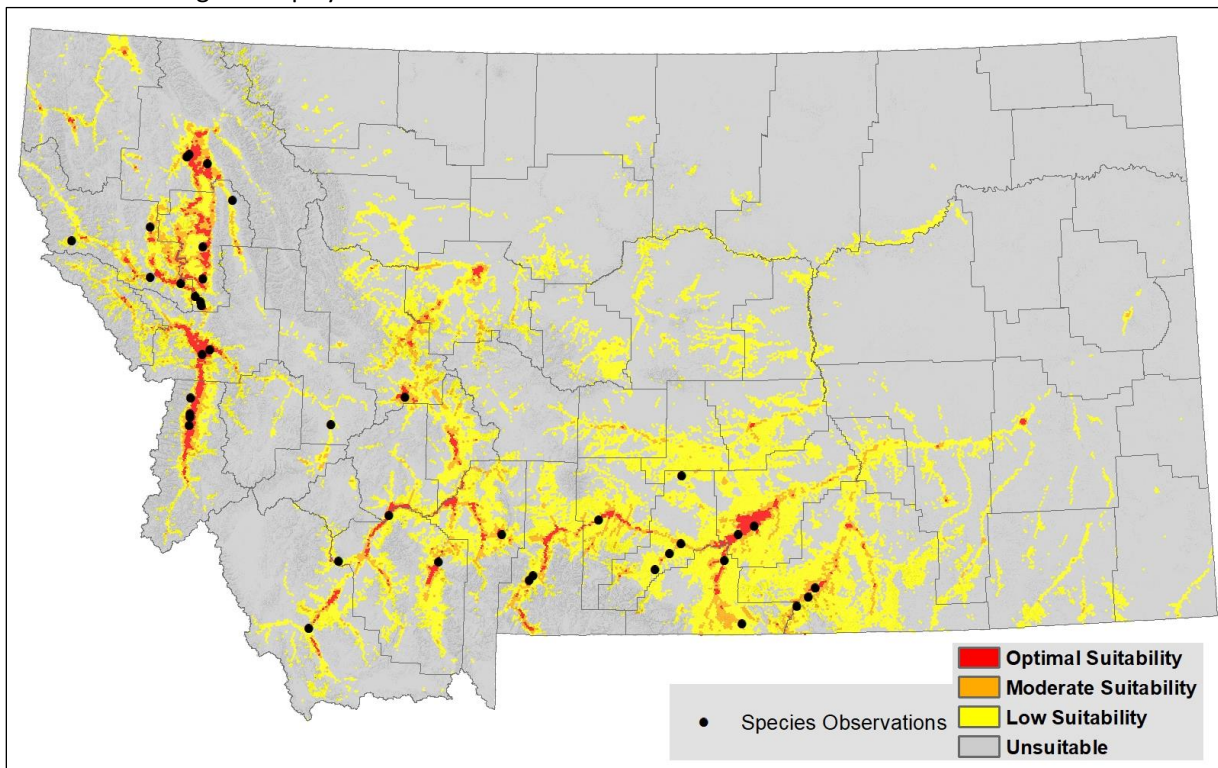 Optimal Suitability
Moderate Suitability
Species Observations
Low Suitability
Unsuitable